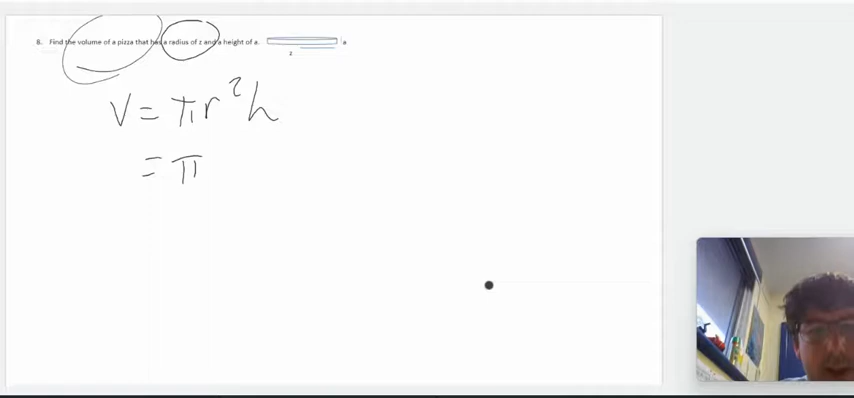 8. Find the volume of a pizza that has a radius of z and a height of a.
a
z
V = πr²h
= π